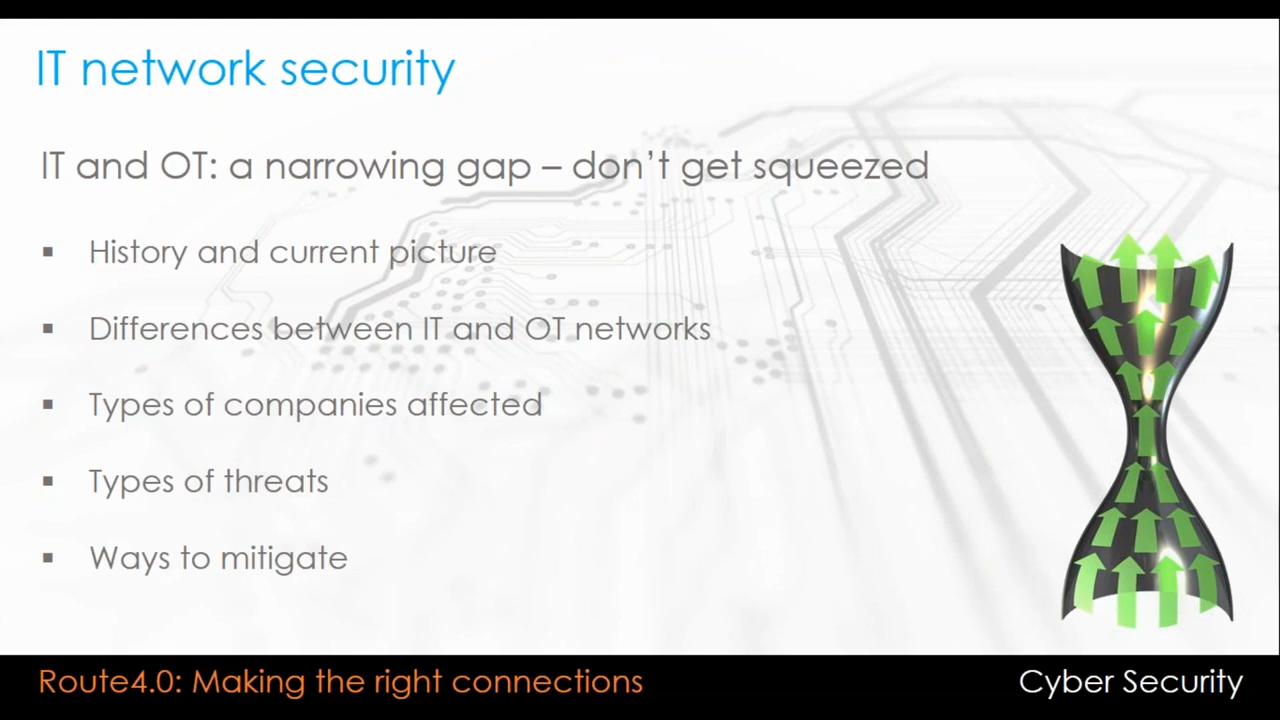 IT network security
IT and OT: a narrowing gap – don’t get squeezed
▪ History and current picture
▪ Differences between IT and OT networks
▪ Types of companies affected
▪ Types of threats
▪ Ways to mitigate
Route4.0: Making the right connections
Cyber Security